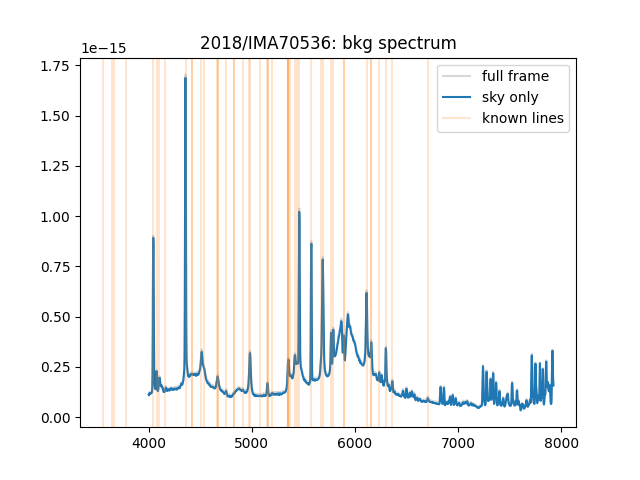 2018/IMA70536: bkg spectrum
1e−15
1.75
1.50
1.25
1.00
0.75
0.50
0.25
0.00
4000 5000 6000 7000 8000
full frame
sky only
known lines